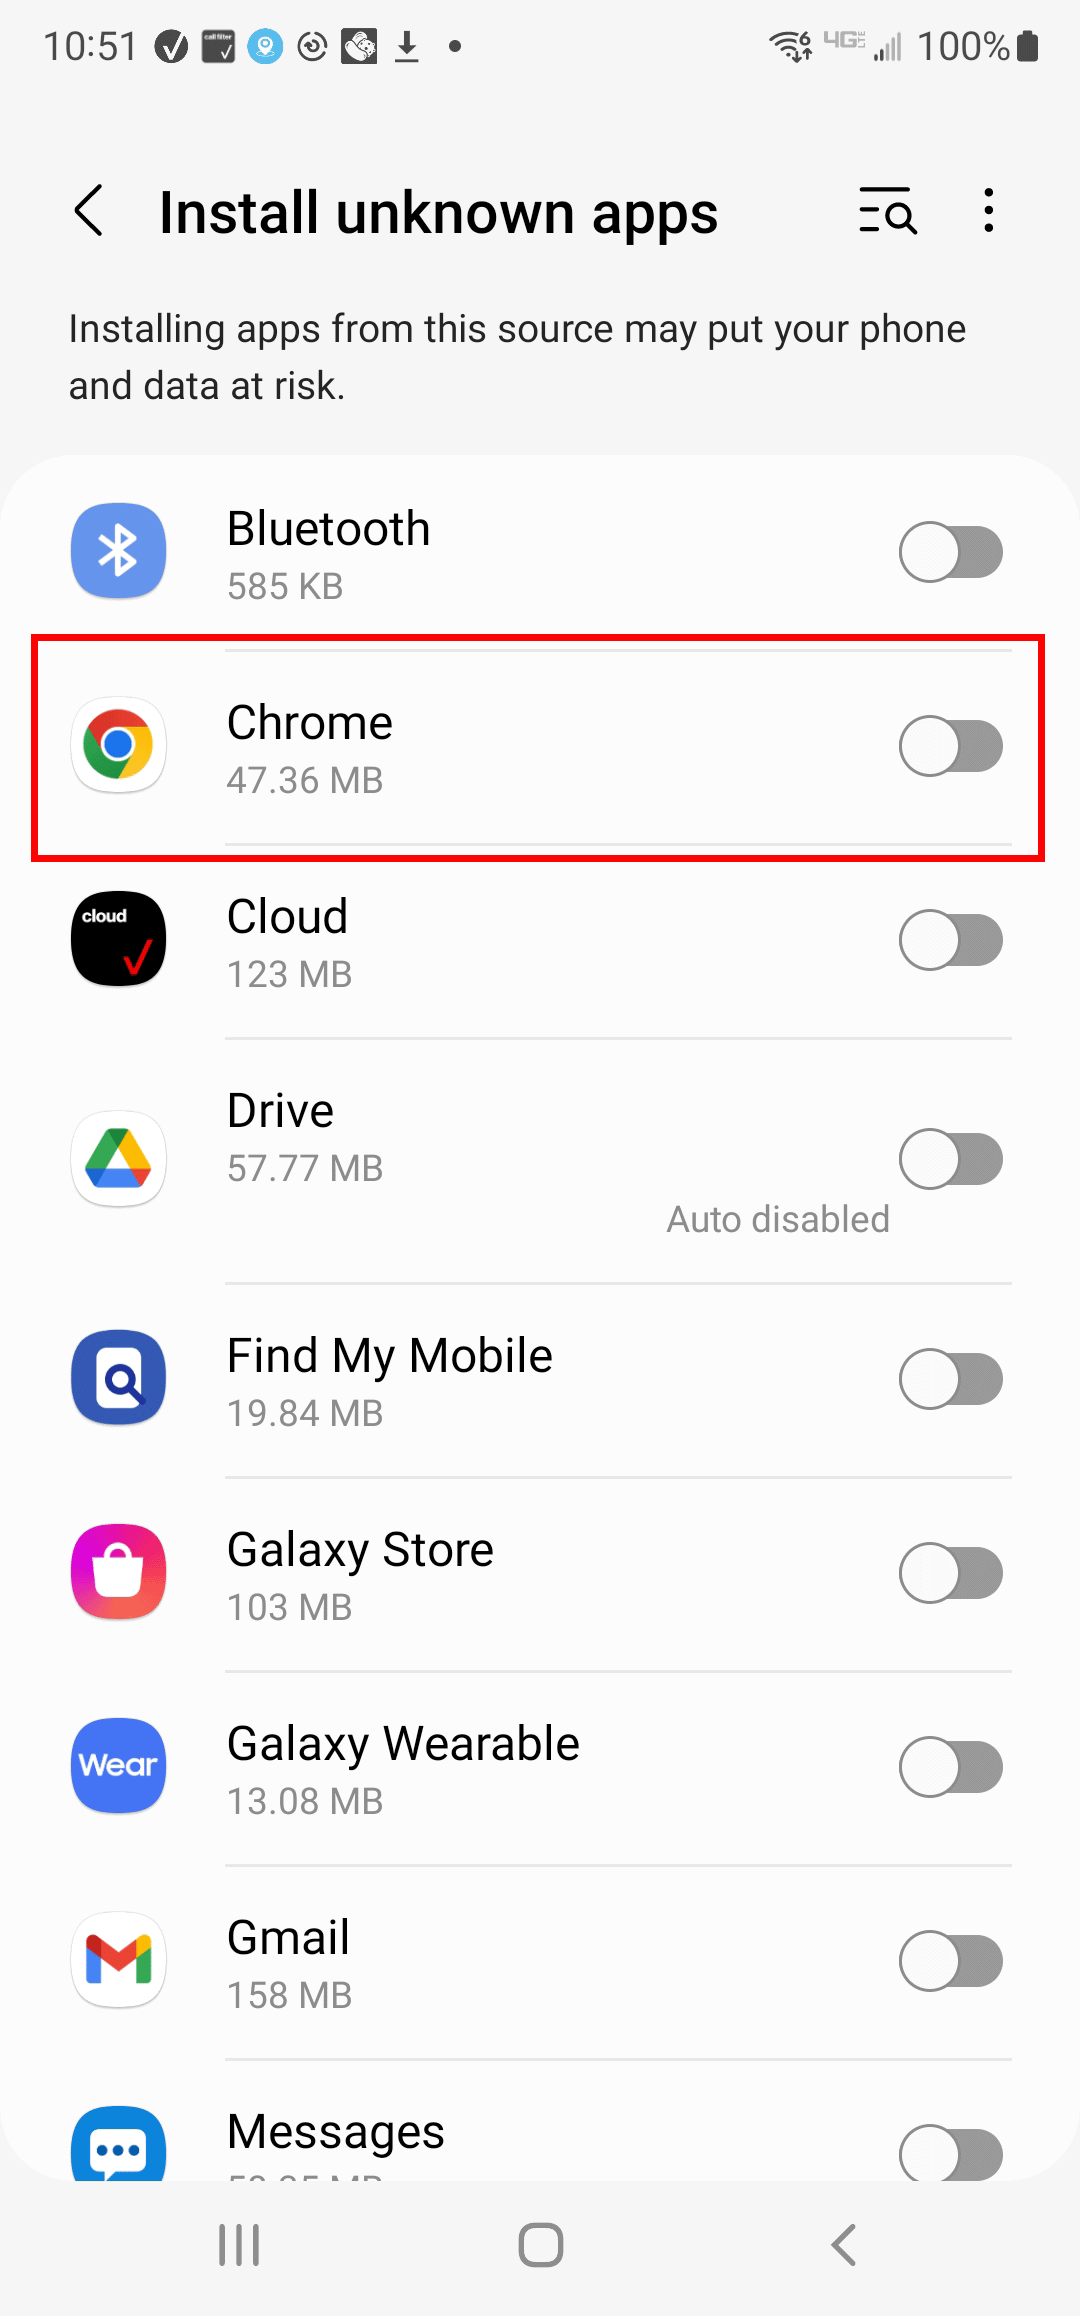 10:51
call filter
4G LTE
100%
Install unknown apps
Installing apps from this source may put your phone
and data at risk.
Bluetooth
585 KB
Chrome
47.36 MB
cloud
Cloud
123 MB
Drive
57.77 MB
Auto disabled
Find My Mobile
19.84 MB
Galaxy Store
103 MB
Wear
Galaxy Wearable
13.08 MB
Gmail
158 MB
Messages